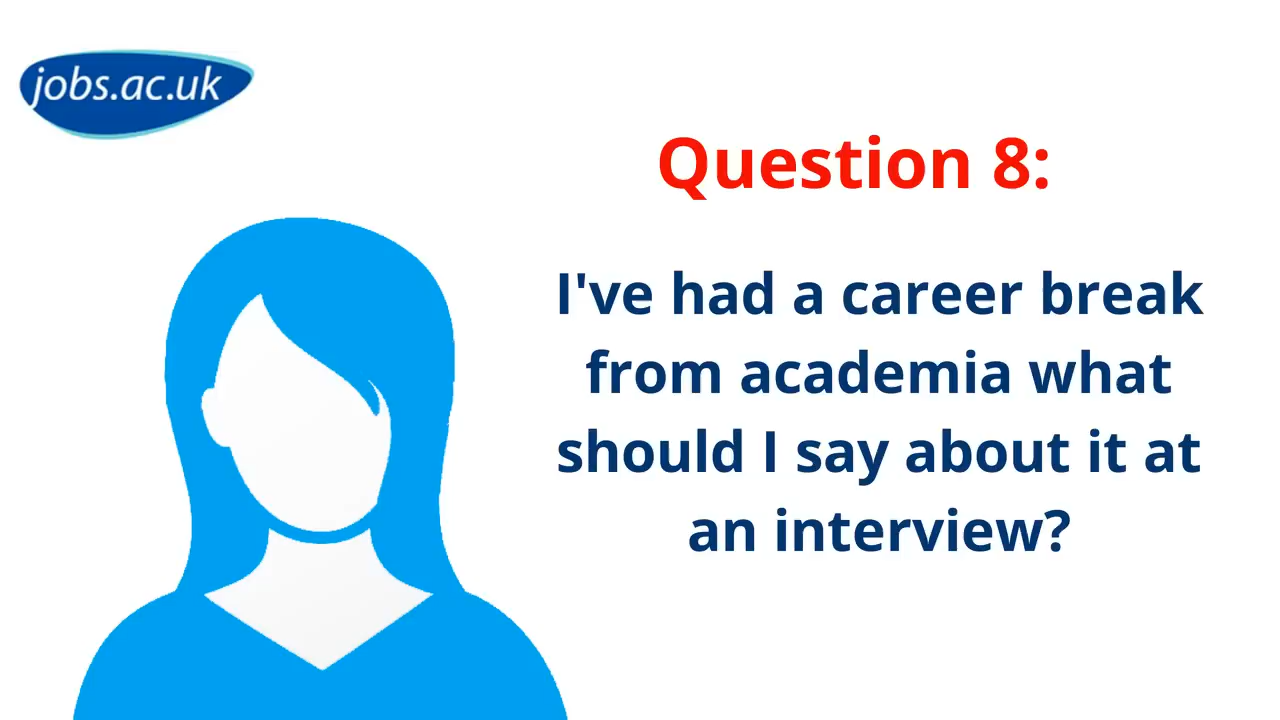 jobs.ac.uk
Question 8:
I've had a career break
from academia what
should I say about it at
an interview?